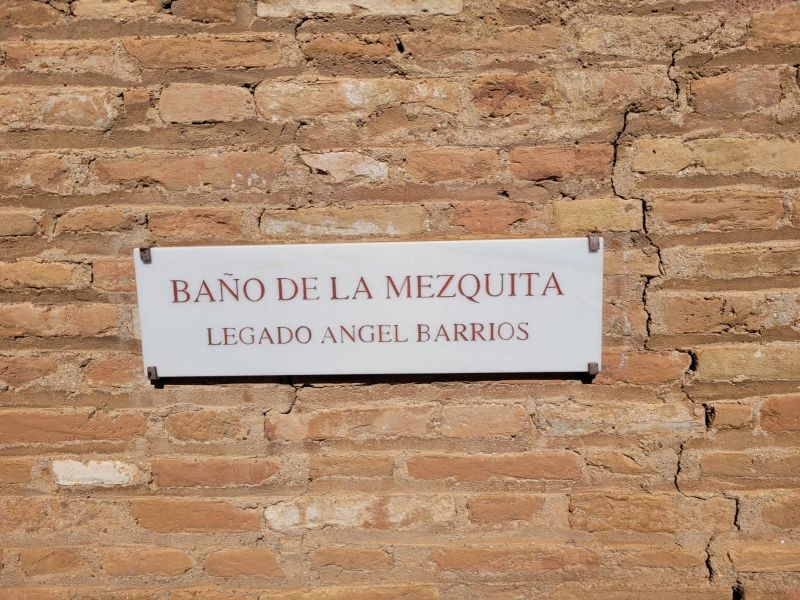 BAÑO DE LA MEZQUITA
LEGADO ANGEL BARRIOS